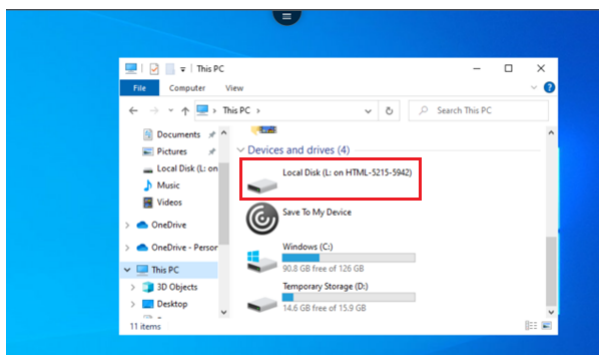 This PC
File Computer View
This PC
Search This PC
Documents
Pictures
Local Disk (L: on
Music
Videos
OneDrive
OneDrive - Person
This PC
3D Objects
Desktop
Devices and drives (4)
Local Disk (L: on HTML-5215-5942)
Save To My Device
Windows (C:)
90.8 GB free of 126 GB
Temporary Storage (D:)
14.6 GB free of 15.9 GB
11 items